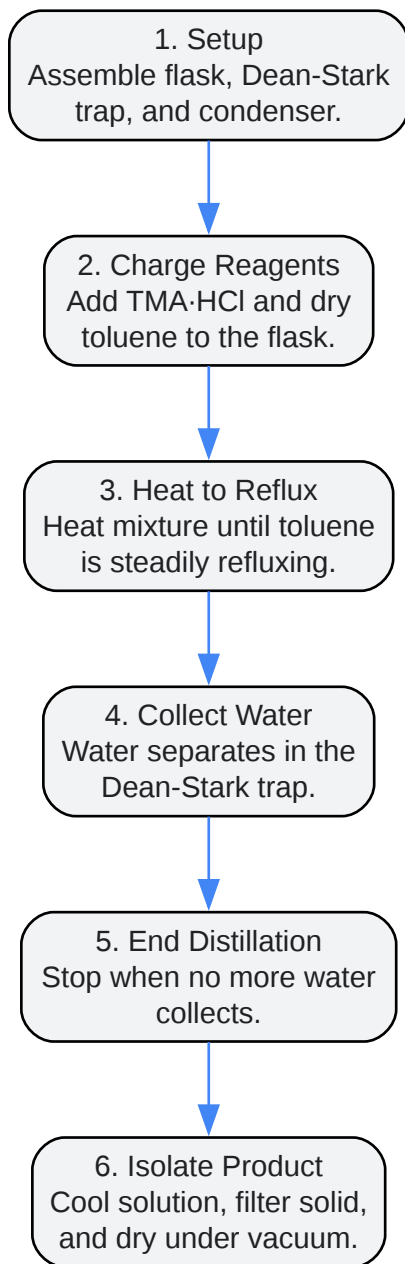 1. Setup
Assemble flask, Dean-Stark
trap, and condenser.
2. Charge Reagents
Add TMA·HCl and dry
toluene to the flask.
3. Heat to Reflux
Heat mixture until toluene
is steadily refluxing.
4. Collect Water
Water separates in the
Dean-Stark trap.
5. End Distillation
Stop when no more water
collects.
6. Isolate Product
Cool solution, filter solid,
and dry under vacuum.